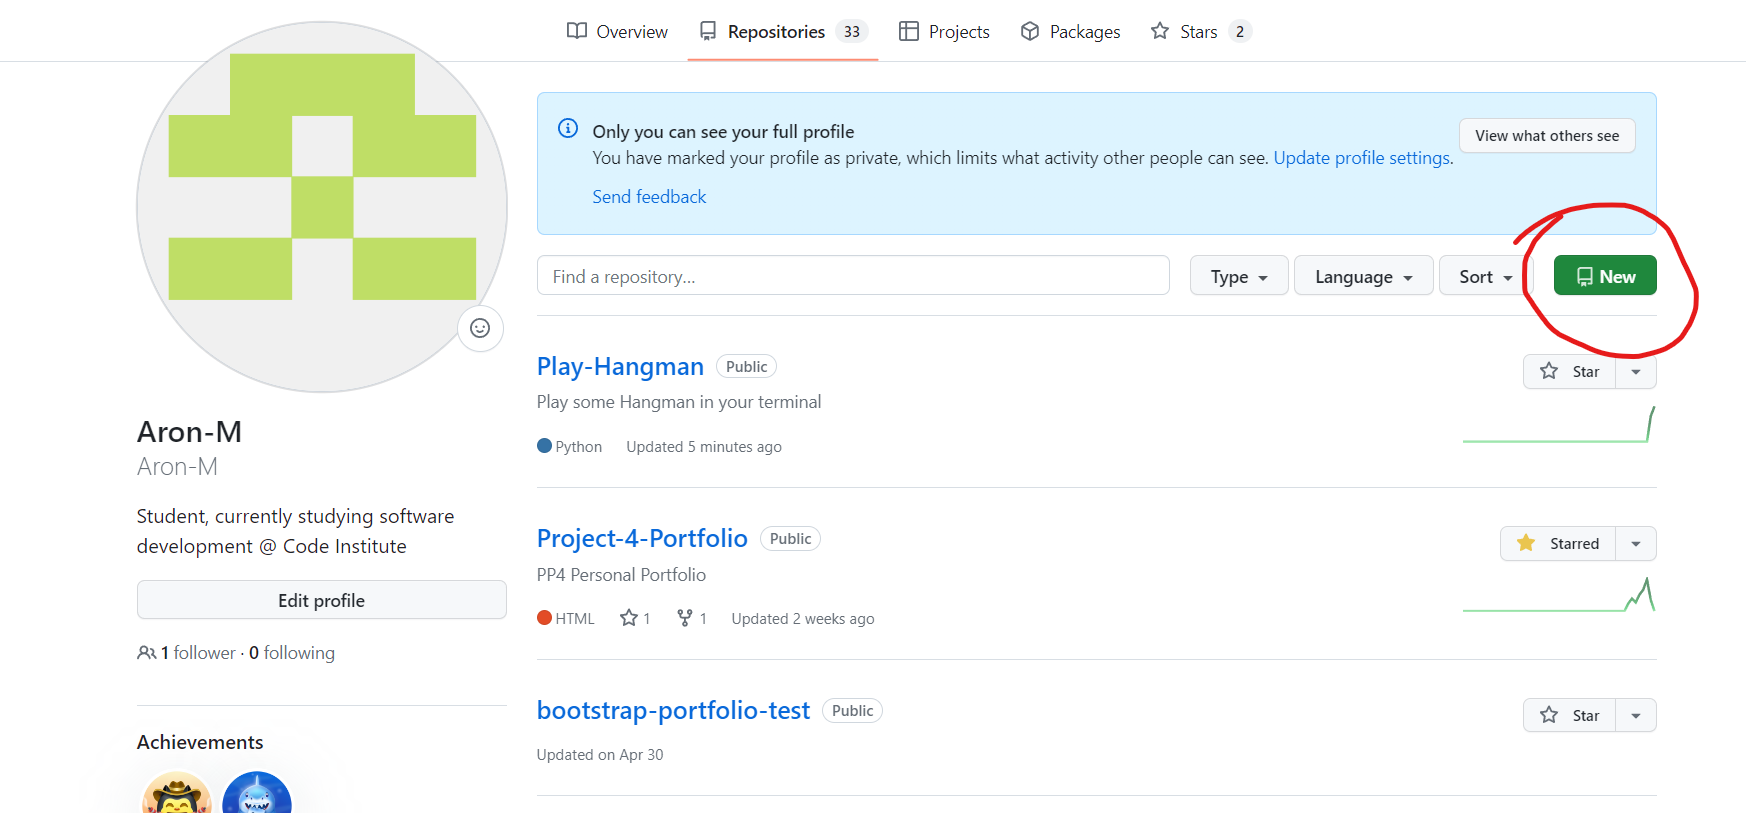 Overview Repositories 33 Projects Packages Stars 2
Only you can see your full profile
You have marked your profile as private, which limits what activity other people can see. Update profile settings.
View what others see
Send feedback
Find a repository...
Type Language Sort New
Play-Hangman Public
Star
Play some Hangman in your terminal
Python Updated 5 minutes ago
Aron-M
Aron-M
Student, currently studying software
development @ Code Institute
Edit profile
1 follower · 0 following
Achievements
Project-4-Portfolio Public
Starred
PP4 Personal Portfolio
HTML 1 1 Updated 2 weeks ago
bootstrap-portfolio-test Public
Star
Updated on Apr 30